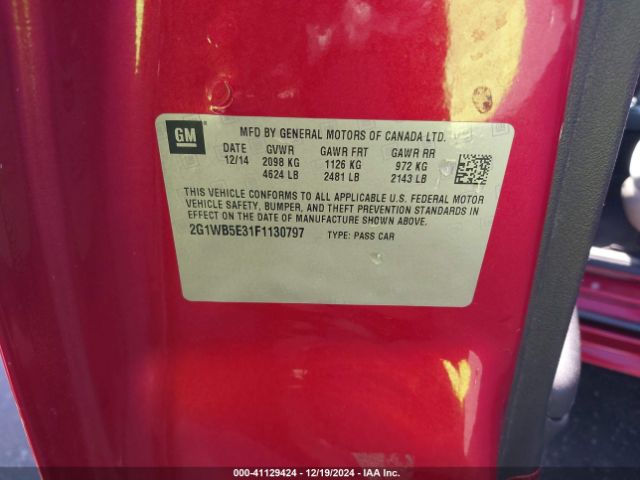 GM
MFD BY GENERAL MOTORS OF CANADA LTD.
DATE GVWR GAWR FRT GAWR RR
12/14 2098 KG 1126 KG 972 KG
4624 LB 2481 LB 2143 LB
THIS VEHICLE CONFORMS TO ALL APPLICABLE U.S. FEDERAL MOTOR
VEHICLE SAFETY, BUMPER, AND THEFT PREVENTION STANDARDS IN
EFFECT ON THE DATE OF MANUFACTURE SHOWN ABOVE.
2G1WB5E31F1130797 TYPE: PASS CAR
000-41129424 - 12/19/2024 - IAA Inc.